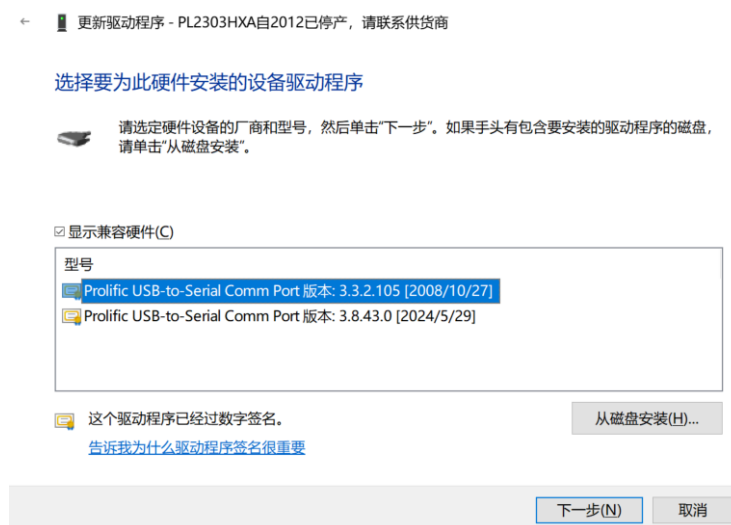 更新驱动程序 - PL2303HXA自2012已停产，请联系供货商
选择要为此硬件安装的设备驱动程序
请选定硬件设备的厂商和型号，然后单击"下一步"。如果手头有包含要安装的驱动程序的磁盘，
请单击"从磁盘安装"。
显示兼容硬件(C)
型号
Prolific USB-to-Serial Comm Port 版本: 3.3.2.105 [2008/10/27]
Prolific USB-to-Serial Comm Port 版本: 3.8.43.0 [2024/5/29]
这个驱动程序已经过数字签名。
从磁盘安装(H)...
告诉我为什么驱动程序签名很重要
下一步(N)
取消